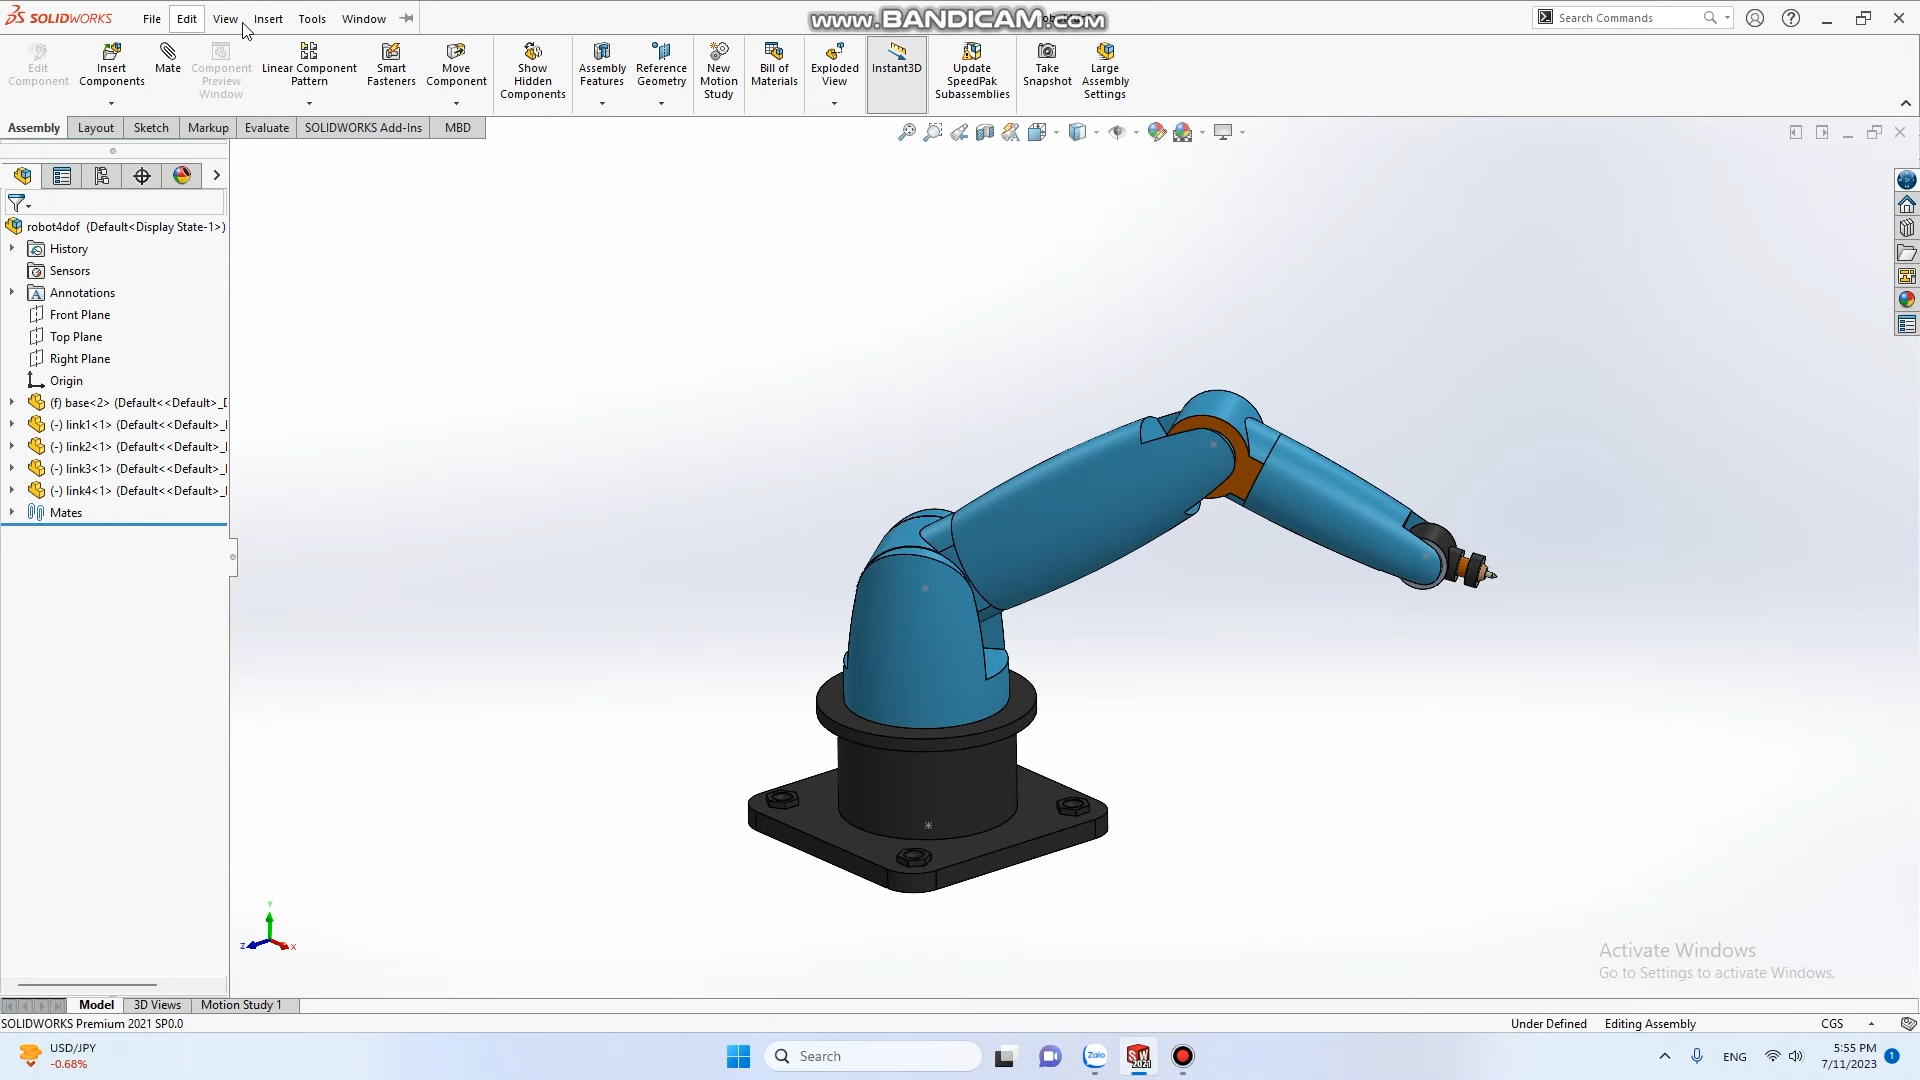 SOLIDWORKS
File
Edit
View
Insert
Tools
Window
www.BANDICAM.com
Search Commands
Edit
Component
Insert
Components
Mate
Component
Preview
Window
Linear Component
Pattern
Smart
Fasteners
Move
Component
Show
Hidden
Components
Assembly
Features
Reference
Geometry
New
Motion
Study
Bill of
Materials
Exploded
View
Instant3D
Update
SpeedPak
Subassemblies
Take
Snapshot
Large
Assembly
Settings
Assembly
Layout
Sketch
Markup
Evaluate
SOLIDWORKS Add-Ins
MBD
robot4dof (Default<Display State-1>)
History
Sensors
Annotations
Front Plane
Top Plane
Right Plane
Origin
(f) base<2> (Default<<Default>_D
(-) link1<1> (Default<<Default>_
(-) link2<1> (Default<<Default>_
(-) link3<1> (Default<<Default>_
(-) link4<1> (Default<<Default>_
Mates
Y
Z
X
Activate Windows
Go to Settings to activate Windows.
Model
3D Views
Motion Study 1
SOLIDWORKS Premium 2021 SP0.0
Under Defined
Editing Assembly
CGS
USD/JPY
-0.68%
Search
Zalo
SW
2021
ENG
5:55 PM
7/11/2023
1